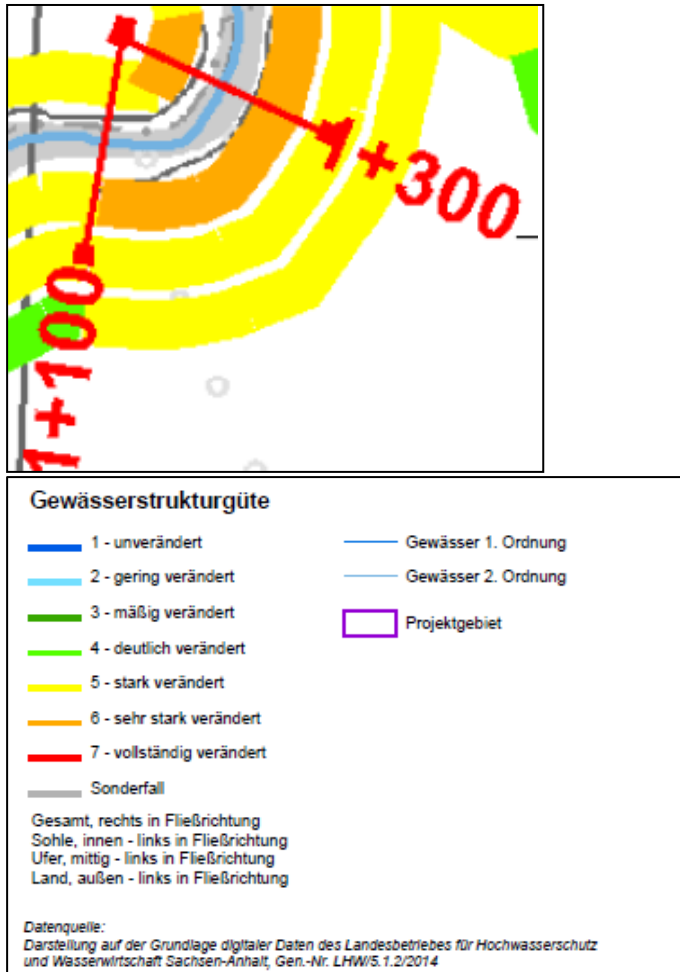 1+300
1+100
Gewässerstrukturgüte
1 - unverändert
2 - gering verändert
3 - mäßig verändert
4 - deutlich verändert
5 - stark verändert
6 - sehr stark verändert
7 - vollständig verändert
Sonderfall
Gewässer 1. Ordnung
Gewässer 2. Ordnung
Projektgebiet
Gesamt, rechts in Fließrichtung
Sohle, innen - links in Fließrichtung
Ufer, mittig - links in Fließrichtung
Land, außen - links in Fließrichtung
Datenquelle:
Darstellung auf der Grundlage digitaler Daten des Landesbetriebes für Hochwasserschutz
und Wasserwirtschaft Sachsen-Anhalt, Gen.-Nr. LHW/5.1.2/2014